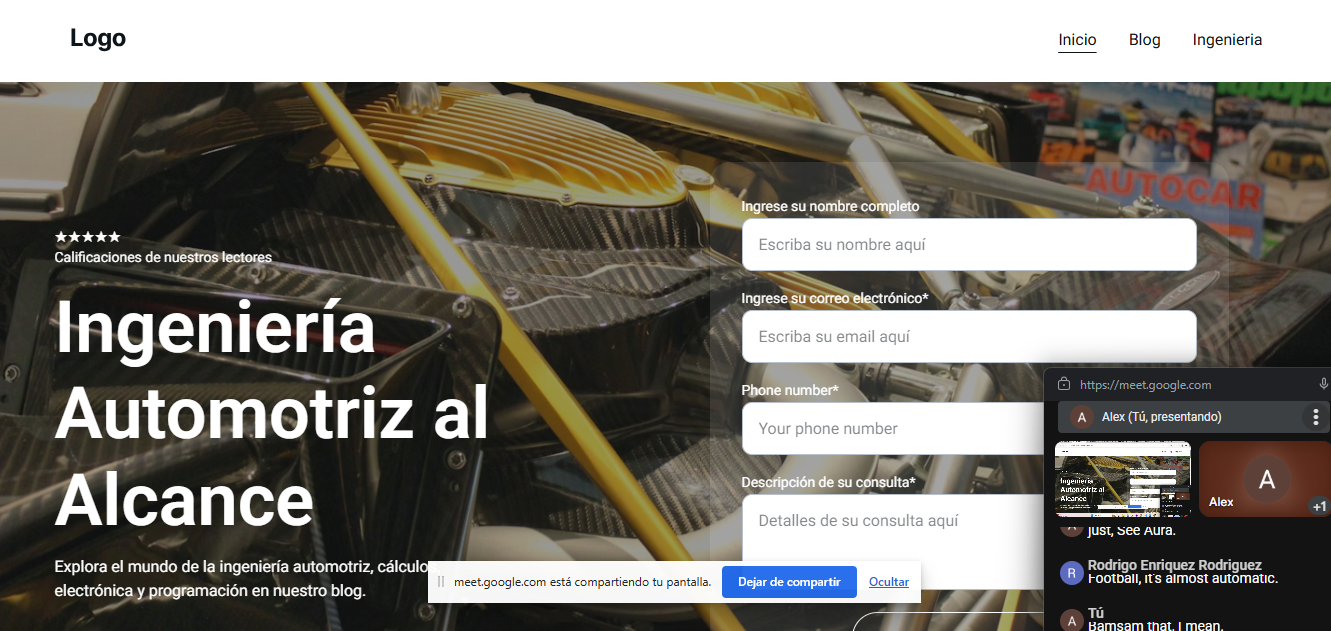 Logo
Inicio
Blog
Ingenieria
AUTOCAR
★★★★★
Calificaciones de nuestros lectores
Ingeniería
Automotriz al
Alcance
Explora el mundo de la ingeniería automotriz, cálculo
electrónica y programación en nuestro blog.
Ingrese su nombre completo
Escriba su nombre aquí
Ingrese su correo electrónico*
Escriba su email aquí
Phone number*
Your phone number
Descripción de su consulta*
Detalles de su consulta aquí
meet.google.com está compartiendo tu pantalla.
Dejar de compartir
Ocultar
https://meet.google.com
A
Alex (Tú, presentando)
Ingeniería
Automotriz al
Alcance
A
Alex
+1
A
just, See Aura.
R
Rodrigo Enriquez Rodriguez
Football, it's almost automatic.
A
Tú
Bamsam that, I mean.